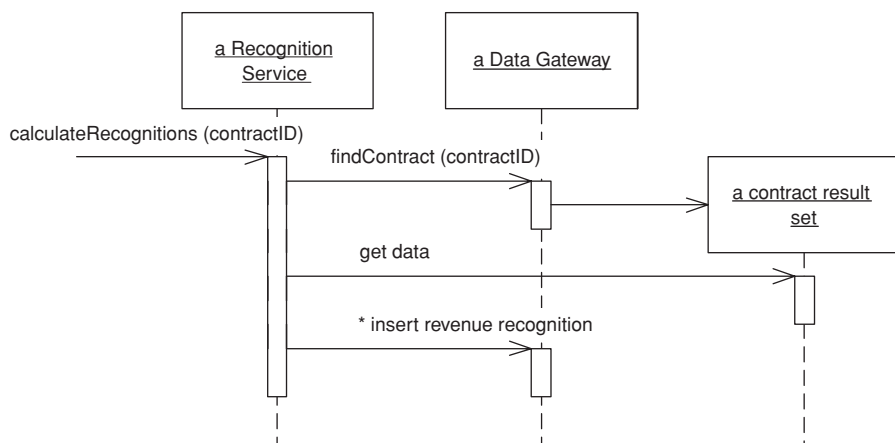 a Recognition
Service
a Data Gateway
calculateRecognitions (contractID)
findContract (contractID)
a contract result
set
get data
* insert revenue recognition